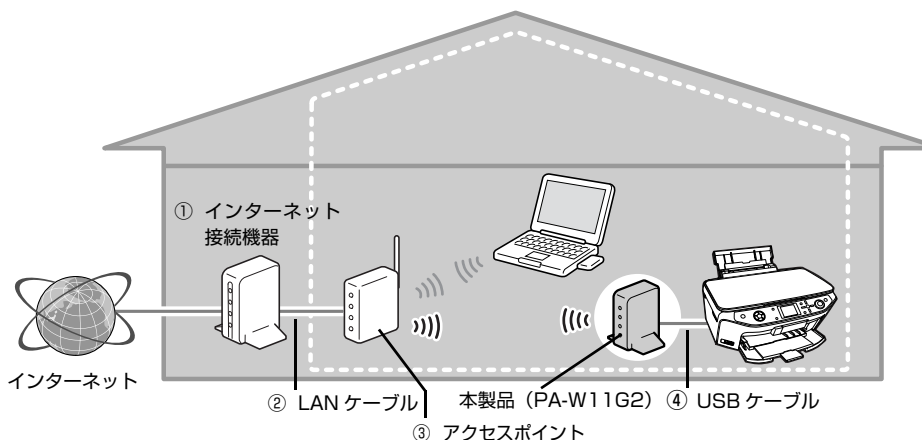 ① インターネット
接続機器
インターネット
② LAN ケーブル
本製品（PA-W11G2）
④ USB ケーブル
③ アクセスポイント